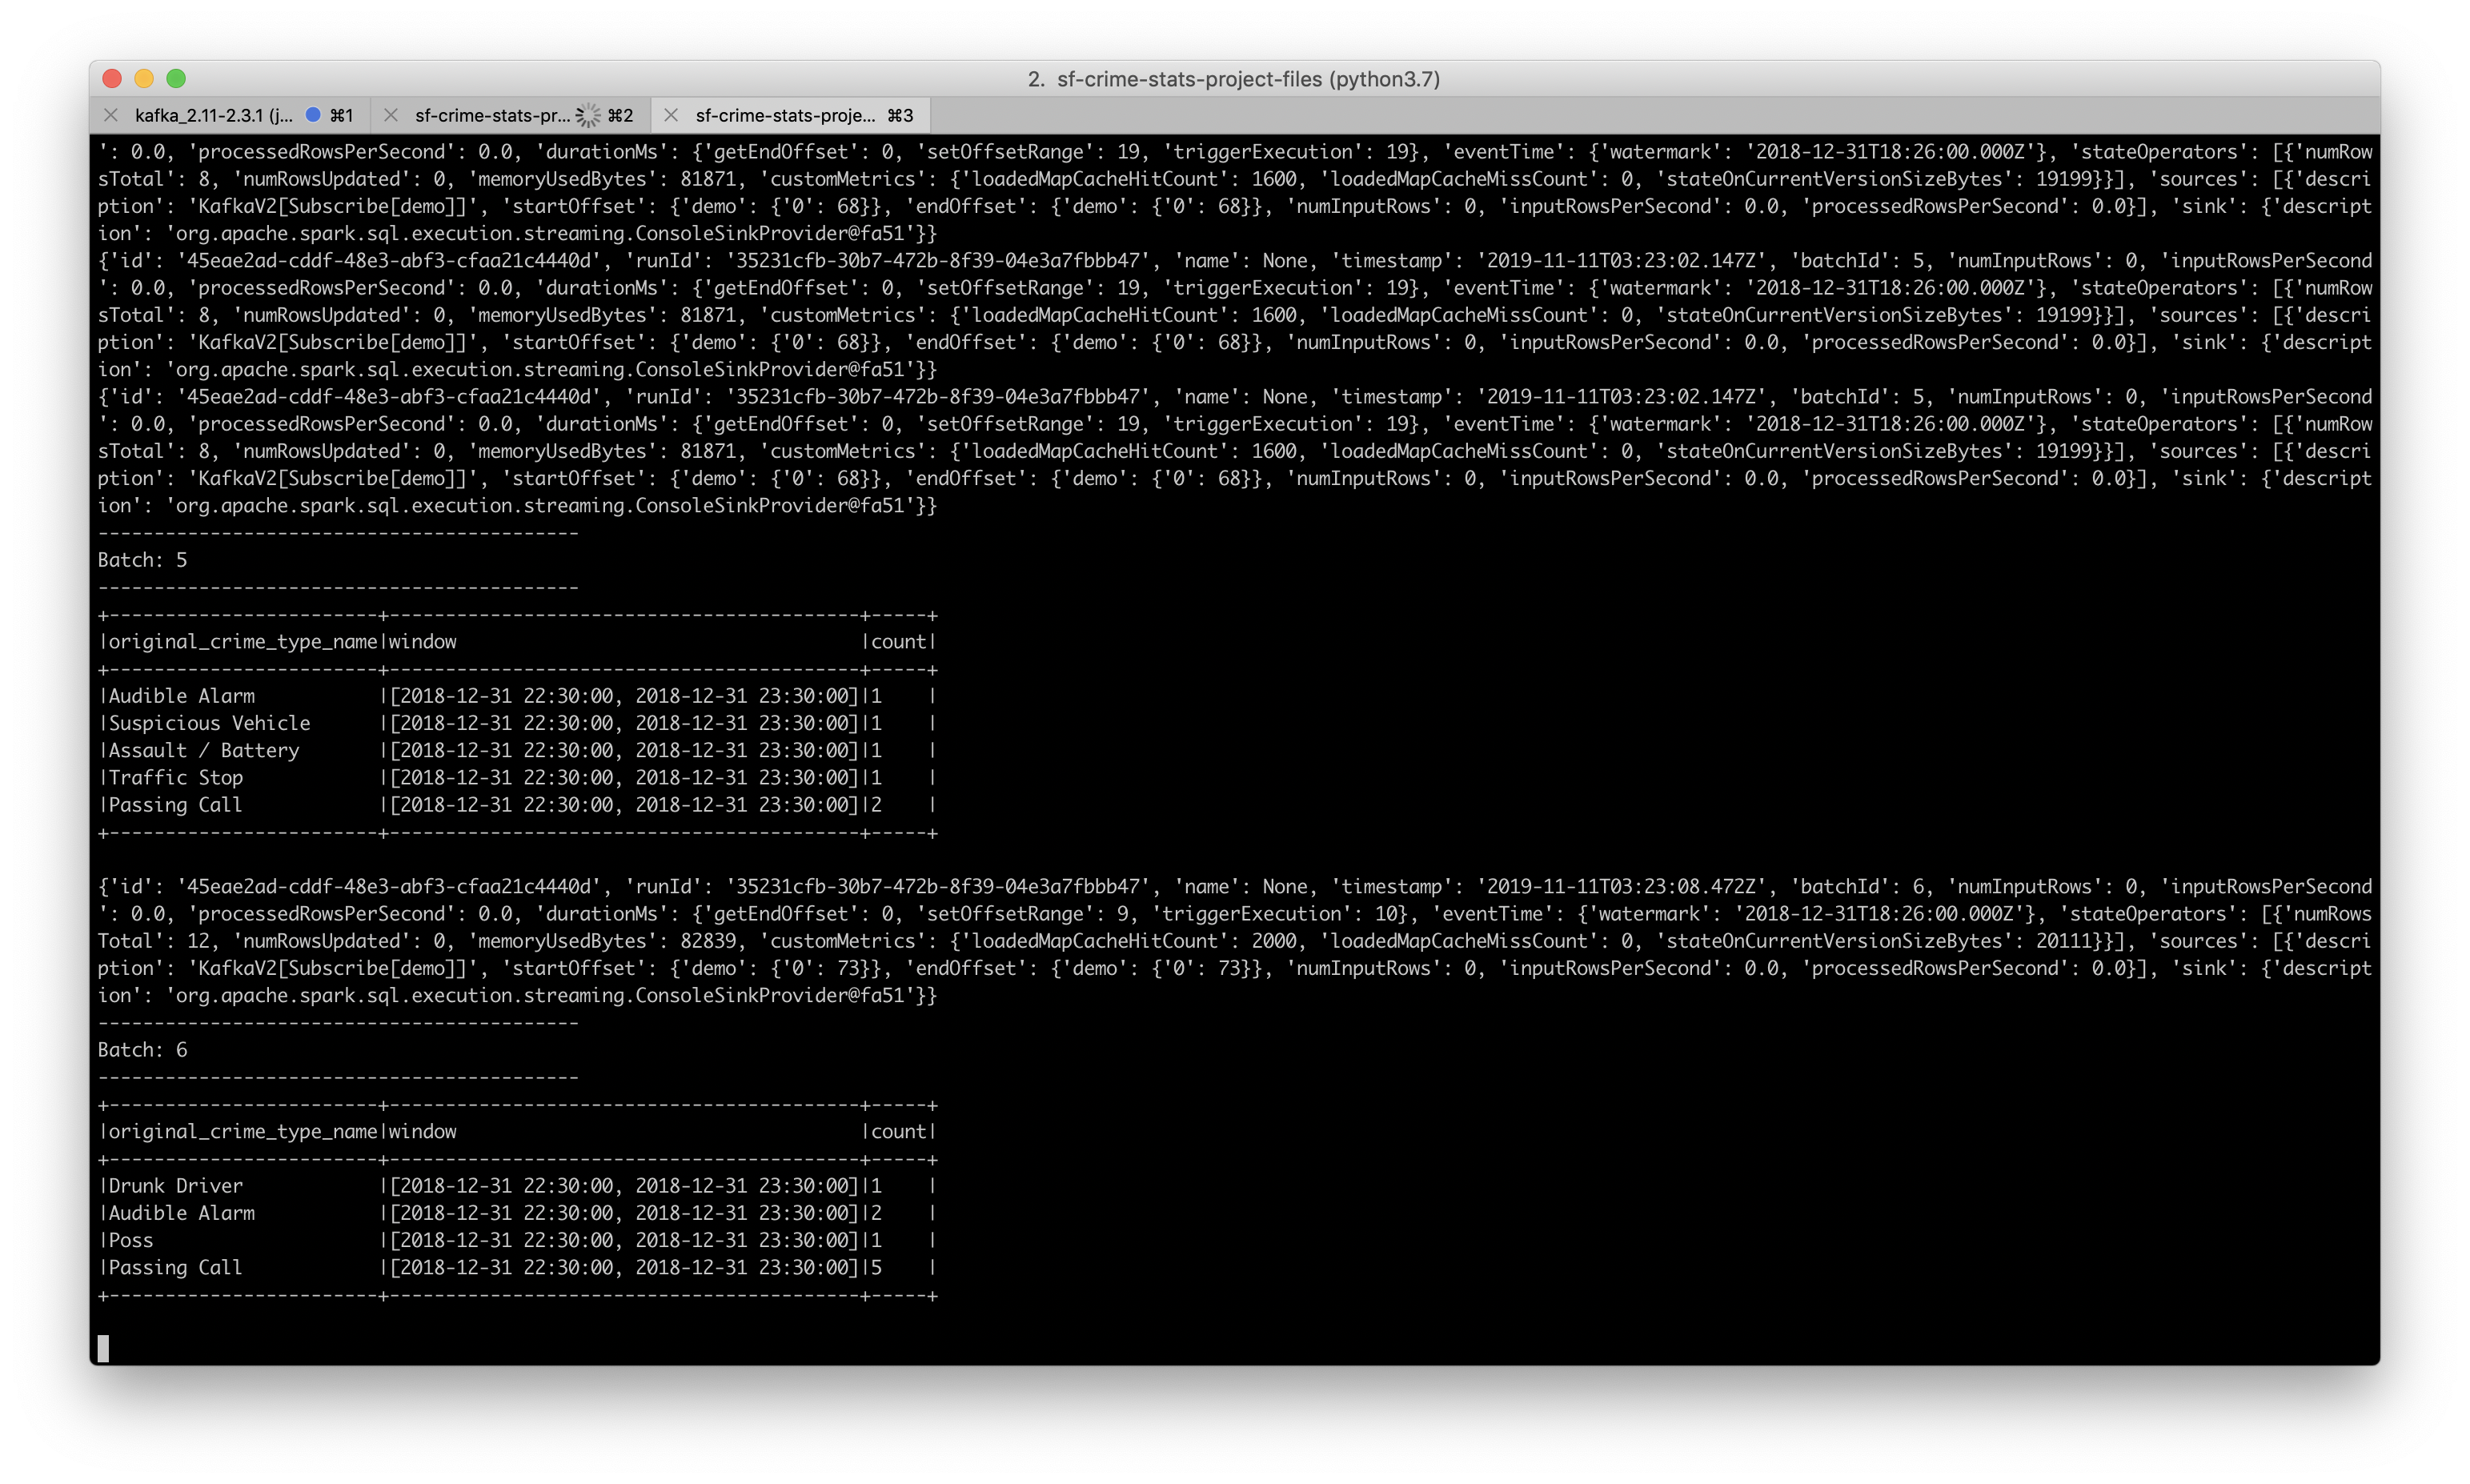 2. sf-crime-stats-project-files (python3.7)
kafka_2.11-2.3.1 (j... ⌘1 sf-crime-stats-pr... ⌘2 sf-crime-stats-proje... ⌘3
': 0.0, 'processedRowsPerSecond': 0.0, 'durationMs': {'getEndOffset': 0, 'setOffsetRange': 19, 'triggerExecution': 19}, 'eventTime': {'watermark': '2018-12-31T18:26:00.000Z'}, 'stateOperators': [{'numRow
sTotal': 8, 'numRowsUpdated': 0, 'memoryUsedBytes': 81871, 'customMetrics': {'loadedMapCacheHitCount': 1600, 'loadedMapCacheMissCount': 0, 'stateOnCurrentVersionSizeBytes': 19199}}], 'sources': [{'descri
ption': 'KafkaV2[Subscribe[demo]]', 'startOffset': {'demo': {'0': 68}}, 'endOffset': {'demo': {'0': 68}}, 'numInputRows': 0, 'inputRowsPerSecond': 0.0, 'processedRowsPerSecond': 0.0}], 'sink': {'descript
ion': 'org.apache.spark.sql.execution.streaming.ConsoleSinkProvider@fa51'}}
{'id': '45eae2ad-cddf-48e3-abf3-cfaa21c4440d', 'runId': '35231cfb-30b7-472b-8f39-04e3a7fbbb47', 'name': None, 'timestamp': '2019-11-11T03:23:02.147Z', 'batchId': 5, 'numInputRows': 0, 'inputRowsPerSecond
': 0.0, 'processedRowsPerSecond': 0.0, 'durationMs': {'getEndOffset': 0, 'setOffsetRange': 19, 'triggerExecution': 19}, 'eventTime': {'watermark': '2018-12-31T18:26:00.000Z'}, 'stateOperators': [{'numRow
sTotal': 8, 'numRowsUpdated': 0, 'memoryUsedBytes': 81871, 'customMetrics': {'loadedMapCacheHitCount': 1600, 'loadedMapCacheMissCount': 0, 'stateOnCurrentVersionSizeBytes': 19199}}], 'sources': [{'descri
ption': 'KafkaV2[Subscribe[demo]]', 'startOffset': {'demo': {'0': 68}}, 'endOffset': {'demo': {'0': 68}}, 'numInputRows': 0, 'inputRowsPerSecond': 0.0, 'processedRowsPerSecond': 0.0}], 'sink': {'descript
ion': 'org.apache.spark.sql.execution.streaming.ConsoleSinkProvider@fa51'}}
{'id': '45eae2ad-cddf-48e3-abf3-cfaa21c4440d', 'runId': '35231cfb-30b7-472b-8f39-04e3a7fbbb47', 'name': None, 'timestamp': '2019-11-11T03:23:02.147Z', 'batchId': 5, 'numInputRows': 0, 'inputRowsPerSecond
': 0.0, 'processedRowsPerSecond': 0.0, 'durationMs': {'getEndOffset': 0, 'setOffsetRange': 19, 'triggerExecution': 19}, 'eventTime': {'watermark': '2018-12-31T18:26:00.000Z'}, 'stateOperators': [{'numRow
sTotal': 8, 'numRowsUpdated': 0, 'memoryUsedBytes': 81871, 'customMetrics': {'loadedMapCacheHitCount': 1600, 'loadedMapCacheMissCount': 0, 'stateOnCurrentVersionSizeBytes': 19199}}], 'sources': [{'descri
ption': 'KafkaV2[Subscribe[demo]]', 'startOffset': {'demo': {'0': 68}}, 'endOffset': {'demo': {'0': 68}}, 'numInputRows': 0, 'inputRowsPerSecond': 0.0, 'processedRowsPerSecond': 0.0}], 'sink': {'descript
ion': 'org.apache.spark.sql.execution.streaming.ConsoleSinkProvider@fa51'}}
-------------------------------------------
Batch: 5
-------------------------------------------
+------------------------+------------------------------------------+-----+
|original_crime_type_name|window                                    |count|
+------------------------+------------------------------------------+-----+
|Audible Alarm           |[2018-12-31 22:30:00, 2018-12-31 23:30:00]|1    |
|Suspicious Vehicle      |[2018-12-31 22:30:00, 2018-12-31 23:30:00]|1    |
|Assault / Battery       |[2018-12-31 22:30:00, 2018-12-31 23:30:00]|1    |
|Traffic Stop            |[2018-12-31 22:30:00, 2018-12-31 23:30:00]|1    |
|Passing Call            |[2018-12-31 22:30:00, 2018-12-31 23:30:00]|2    |
+------------------------+------------------------------------------+-----+
{'id': '45eae2ad-cddf-48e3-abf3-cfaa21c4440d', 'runId': '35231cfb-30b7-472b-8f39-04e3a7fbbb47', 'name': None, 'timestamp': '2019-11-11T03:23:08.472Z', 'batchId': 6, 'numInputRows': 0, 'inputRowsPerSecond
': 0.0, 'processedRowsPerSecond': 0.0, 'durationMs': {'getEndOffset': 0, 'setOffsetRange': 9, 'triggerExecution': 10}, 'eventTime': {'watermark': '2018-12-31T18:26:00.000Z'}, 'stateOperators': [{'numRows
Total': 12, 'numRowsUpdated': 0, 'memoryUsedBytes': 82839, 'customMetrics': {'loadedMapCacheHitCount': 2000, 'loadedMapCacheMissCount': 0, 'stateOnCurrentVersionSizeBytes': 20111}}], 'sources': [{'descri
ption': 'KafkaV2[Subscribe[demo]]', 'startOffset': {'demo': {'0': 73}}, 'endOffset': {'demo': {'0': 73}}, 'numInputRows': 0, 'inputRowsPerSecond': 0.0, 'processedRowsPerSecond': 0.0}], 'sink': {'descript
ion': 'org.apache.spark.sql.execution.streaming.ConsoleSinkProvider@fa51'}}
-------------------------------------------
Batch: 6
-------------------------------------------
+------------------------+------------------------------------------+-----+
|original_crime_type_name|window                                    |count|
+------------------------+------------------------------------------+-----+
|Drunk Driver            |[2018-12-31 22:30:00, 2018-12-31 23:30:00]|1    |
|Audible Alarm           |[2018-12-31 22:30:00, 2018-12-31 23:30:00]|2    |
|Poss                    |[2018-12-31 22:30:00, 2018-12-31 23:30:00]|1    |
|Passing Call            |[2018-12-31 22:30:00, 2018-12-31 23:30:00]|5    |
+------------------------+------------------------------------------+-----+